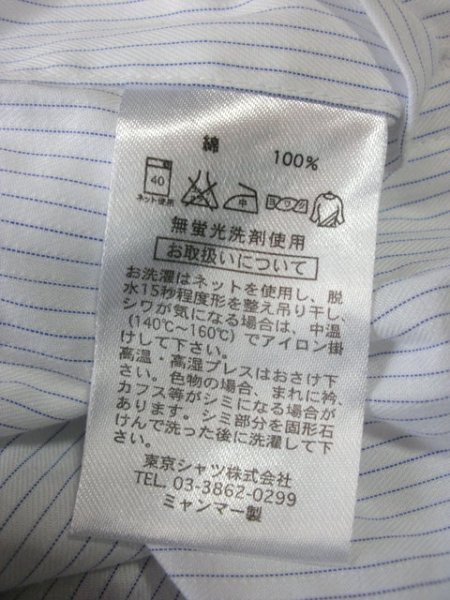 綿 100%
40 中 ヨワク
ネット使用
無蛍光洗剤使用
お取扱いについて
お洗濯はネットを使用し、脱
水15秒程度形を整え吊り干し、
シワが気になる場合は、中温
(140℃～160℃)でアイロン掛
けして下さい。
高温・高湿プレスはおさけ下
さい。色物の場合、まれに衿、
カフス等がシミになる場合が
あります。シミ部分を固形石
けんで洗った後に洗濯して下
さい。
東京シャツ株式会社
TEL. 03-3862-0299
ミャンマー製